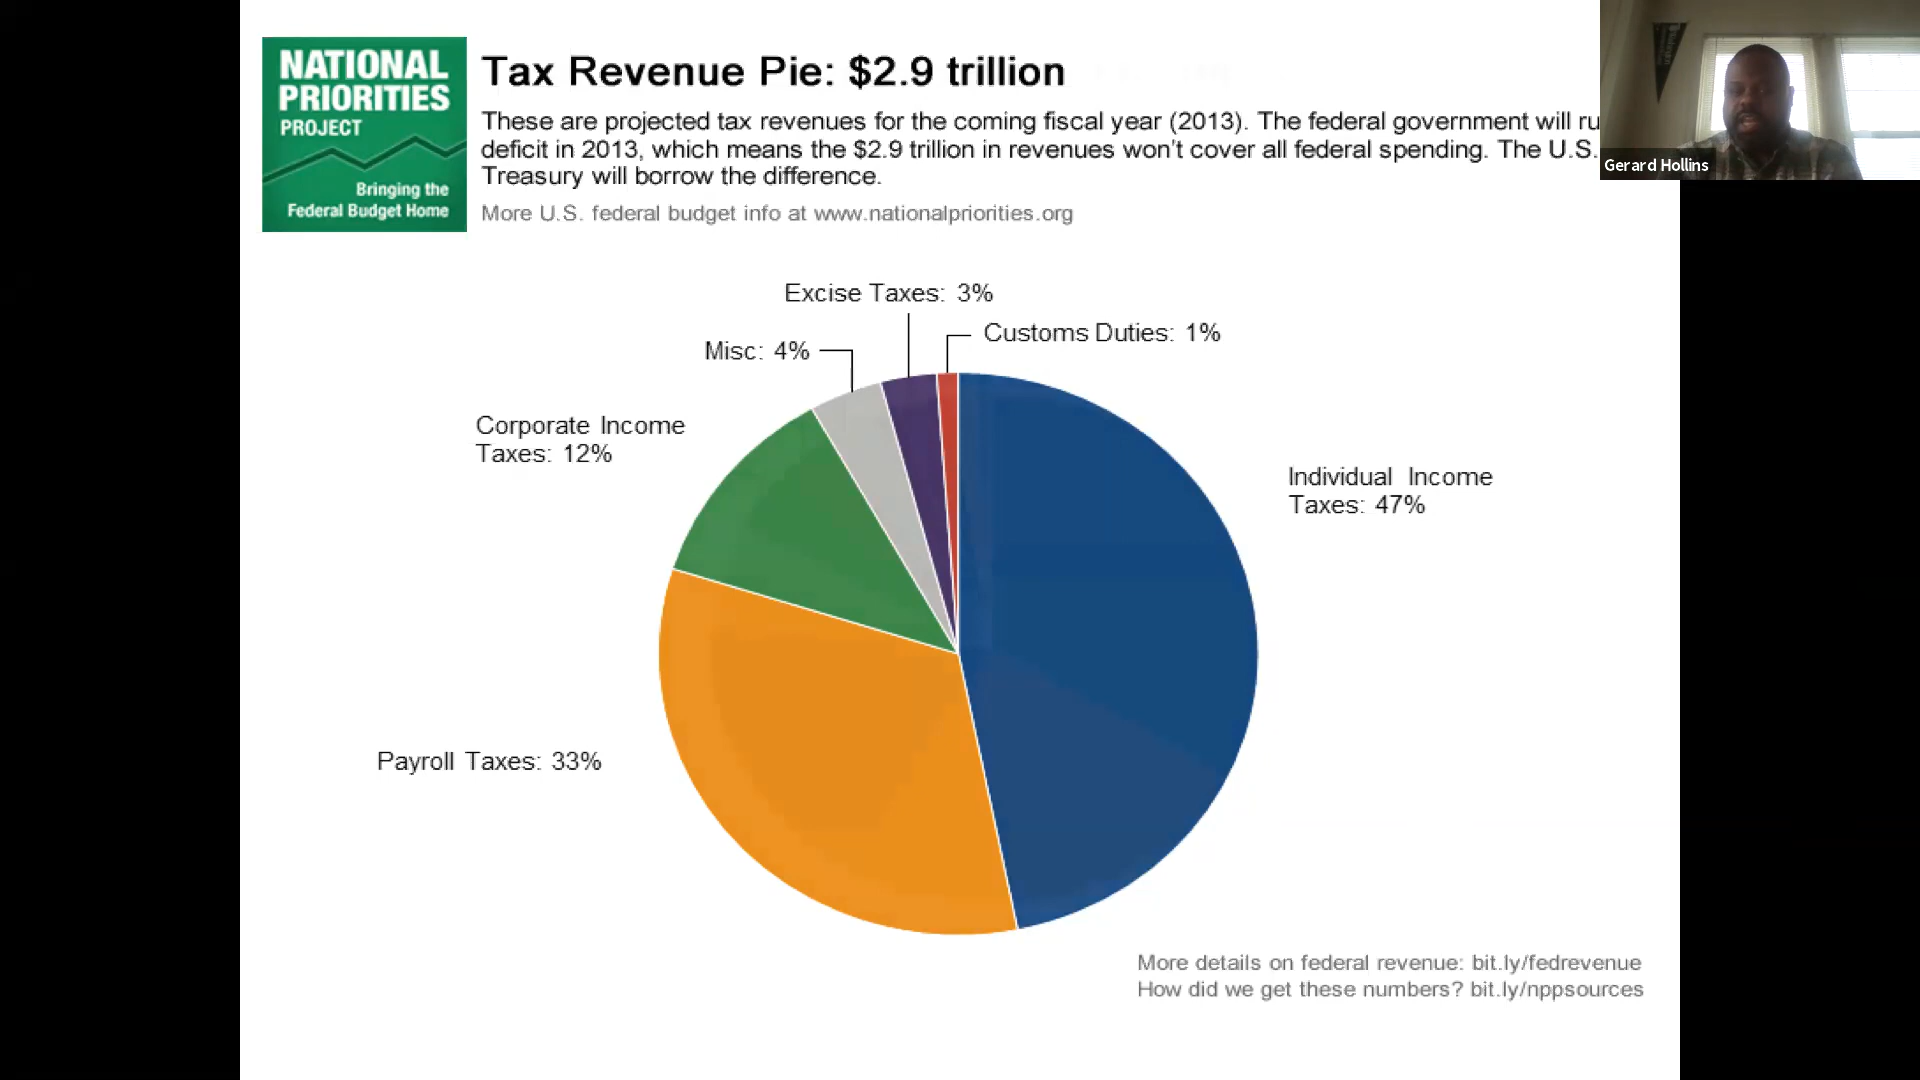 NATIONAL
PRIORITIES
PROJECT
Bringing the
Federal Budget Home
Tax Revenue Pie: $2.9 trillion
These are projected tax revenues for the coming fiscal year (2013). The federal government will ru
deficit in 2013, which means the $2.9 trillion in revenues won't cover all federal spending. The U.S.
Treasury will borrow the difference.
More U.S. federal budget info at www.nationalpriorities.org
Gerard Hollins
Excise Taxes: 3%
Customs Duties: 1%
Misc: 4%
Corporate Income
Taxes: 12%
Individual Income
Taxes: 47%
Payroll Taxes: 33%
More details on federal revenue: bit.ly/fedrevenue
How did we get these numbers? bit.ly/nppsources